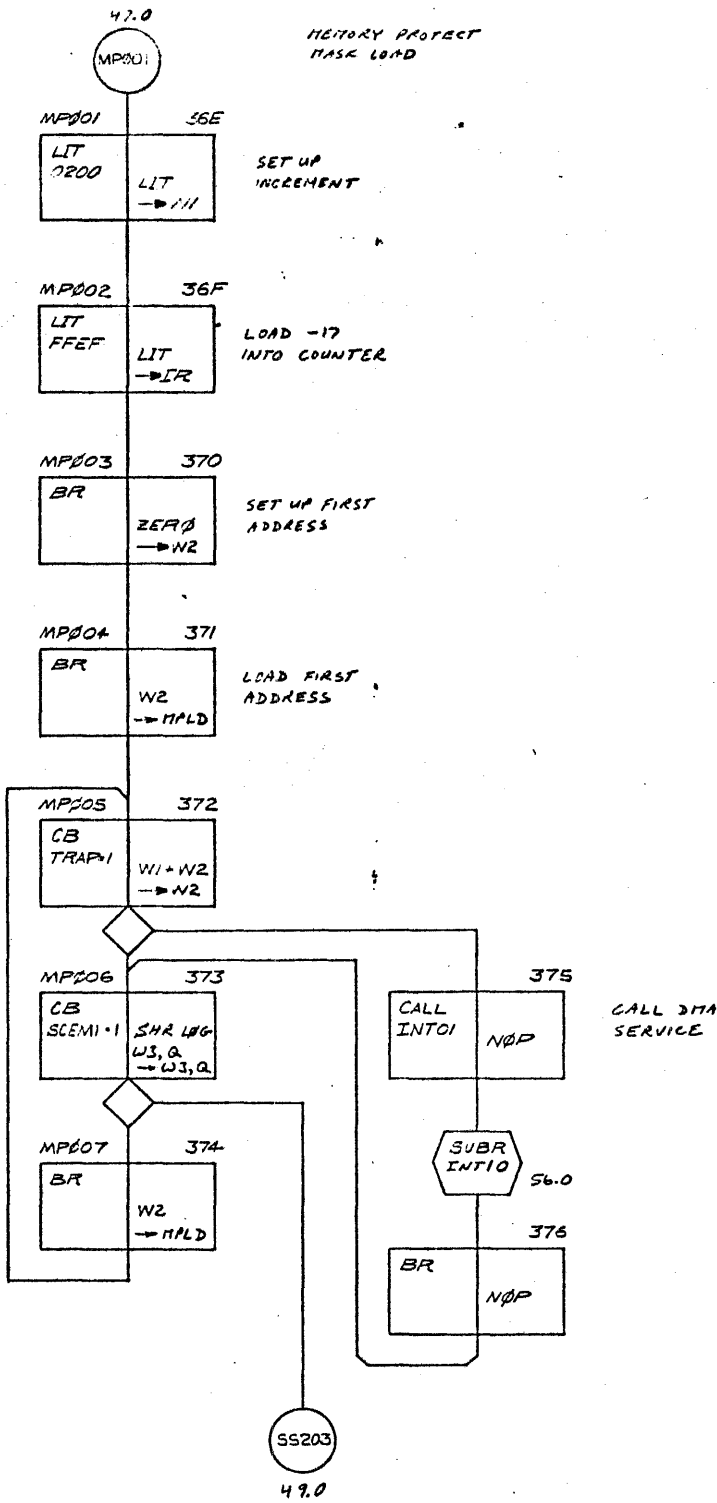 47.0
MPØ01
MEMORY PROTECT
MASK LOAD
MPØ01 36E
LIT
0200
LIT
SET UP
INCREMENT
MPØ02 36F
LIT
FFEF
LIT
→ IR
LOAD -17
INTO COUNTER
MPØ03 370
BR
ZERØ
→ W2
SET UP FIRST
ADDRESS
MPØ04 371
BR
W2
→ MPLD
LOAD FIRST
ADDRESS
MPØ05 372
CB
TRAP·1
W1+W2
→ W2
MPØ06 373
CB
SCEM1·1
SHR LØG
W3, Q
→ W3, Q
375
CALL
INTO1
NØP
CALL DMA
SERVICE
MPØ07 374
BR
W2
→ MPLD
SUBR
INT10
56.0
376
BR
NØP
SS203
49.0